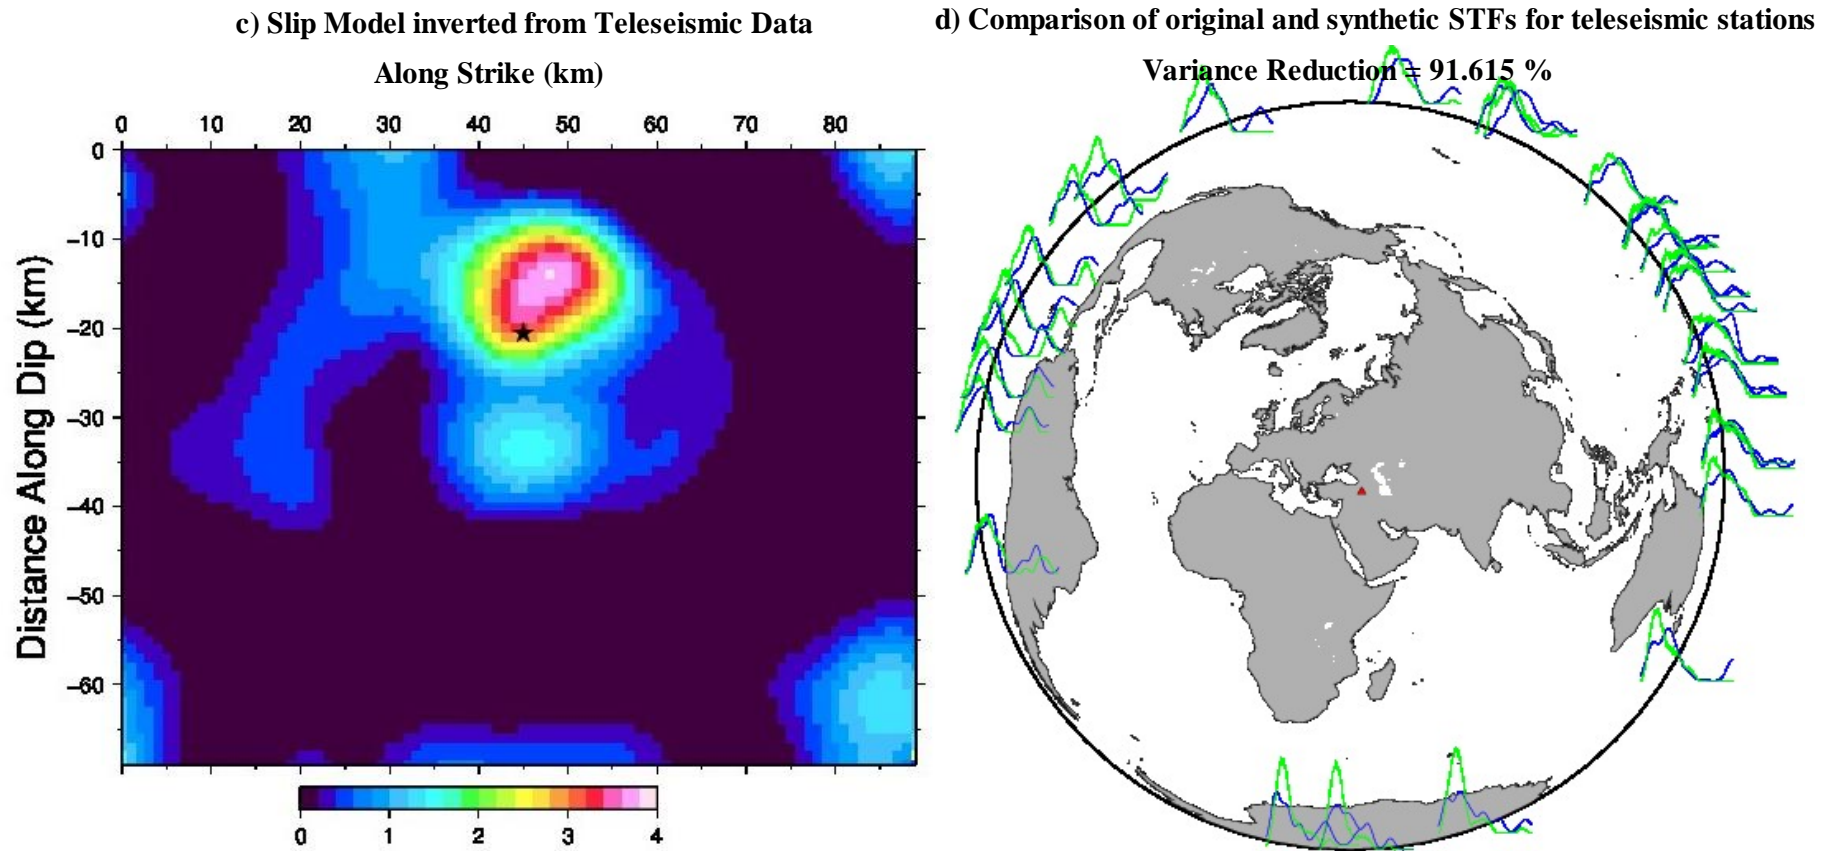 c) Slip Model inverted from Teleseismic Data
Along Strike (km)
0 10 20 30 40 50 60 70 80
Distance Along Dip (km)
0
−10
−20
−30
−40
−50
−60
0 1 2 3 4
d) Comparison of original and synthetic STFs for teleseismic stations
Variance Reduction = 91.615 %